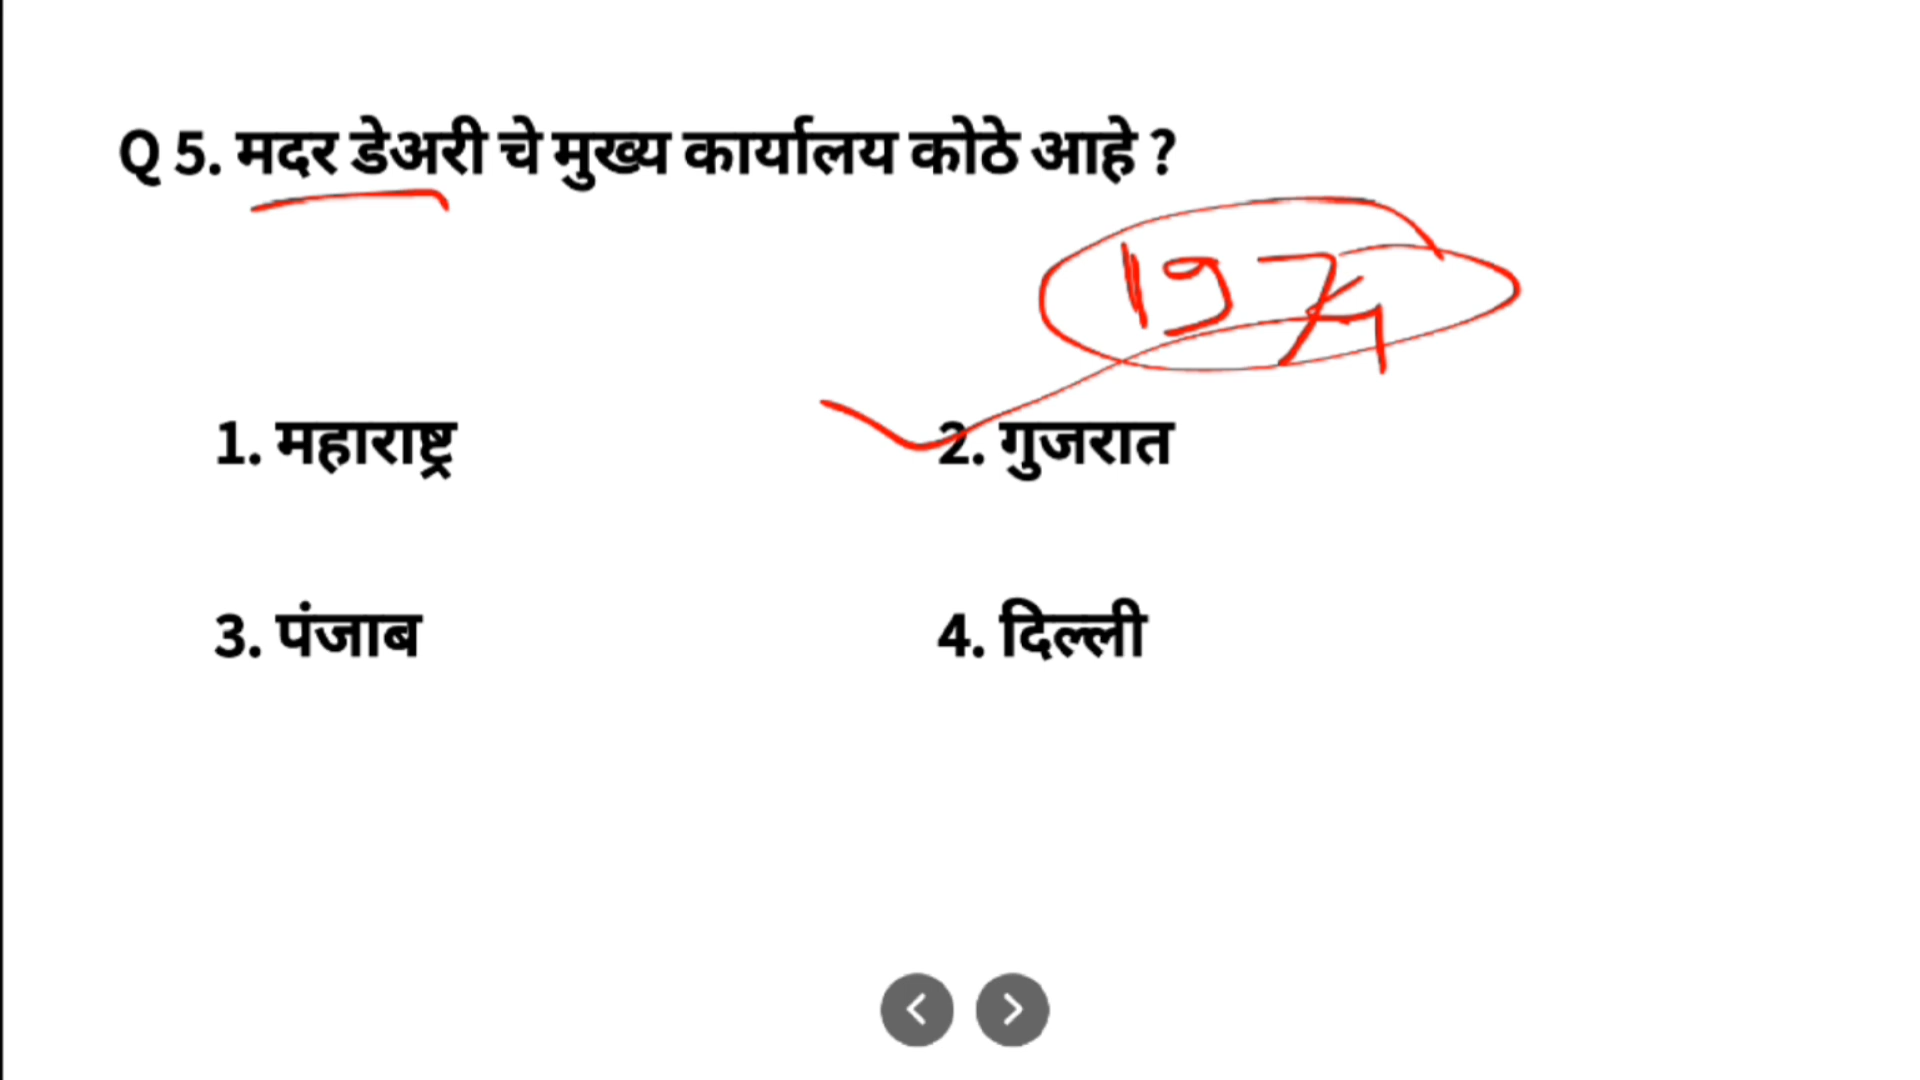 Q 5. मदर डेअरी चे मुख्य कार्यालय कोठे आहे ?
1974
1. महाराष्ट्र
2. गुजरात
3. पंजाब
4. दिल्ली